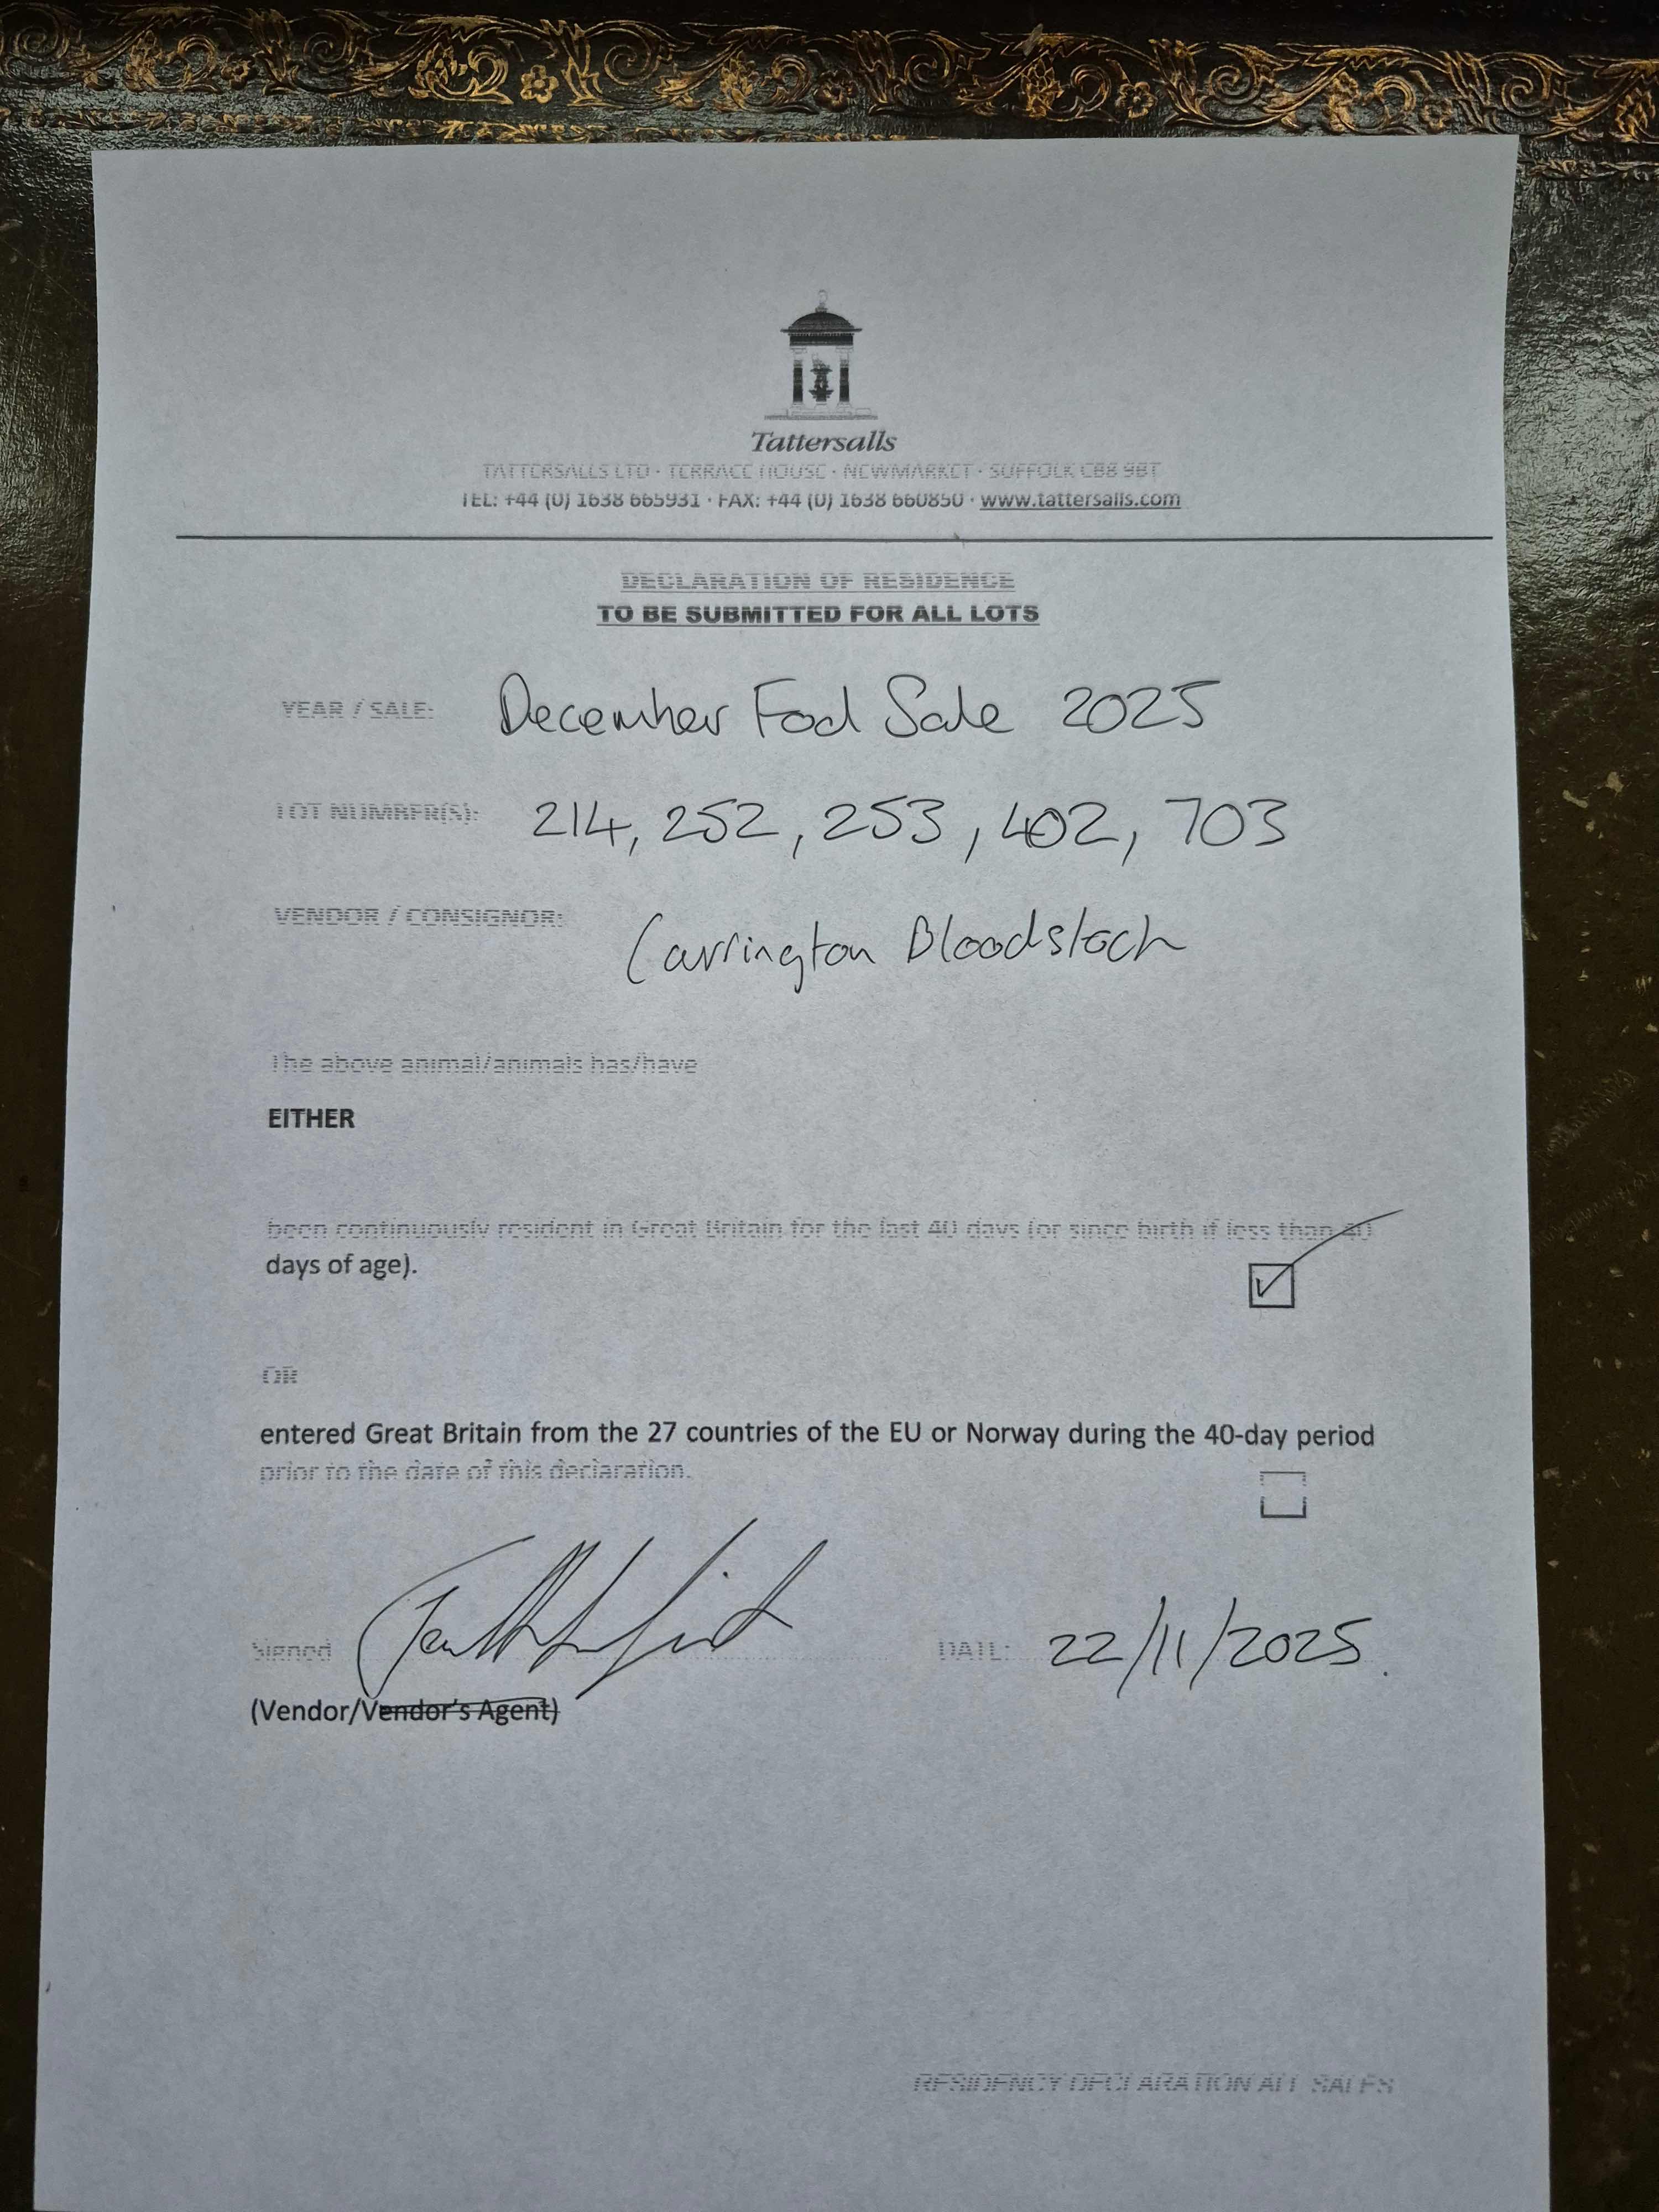 Tattersalls
TATTERSALLS LTD · TERRACE HOUSE · NEWMARKET · SUFFOLK CB8 9BT
TEL: +44 (0) 1638 665931 · FAX: +44 (0) 1638 660850 · www.tattersalls.com
DECLARATION OF RESIDENCE
TO BE SUBMITTED FOR ALL LOTS
YEAR / SALE: December Foal Sale 2025
LOT NUMBER(S): 214, 252, 253, 402, 703
VENDOR / CONSIGNOR: Carrington Bloodstock
The above animal/animals has/have
EITHER
been continuously resident in Great Britain for the last 40 days (or since birth if less than 40
days of age).
OR
entered Great Britain from the 27 countries of the EU or Norway during the 40-day period
prior to the date of this declaration.
Signed DATE: 22/11/2025.
(Vendor/Vendor's Agent)
RESIDENCY DECLARATION ALL SALES